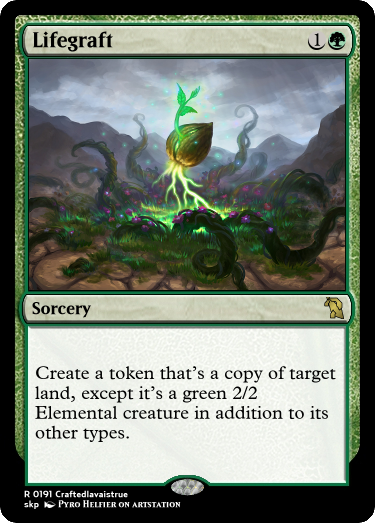 Lifegraft 1
Sorcery
Create a token that's a copy of target
land, except it's a green 2/2
Elemental creature in addition to its
other types.
R 0191 Craftedlavaistrue
skp Pyro Helfier on artstation